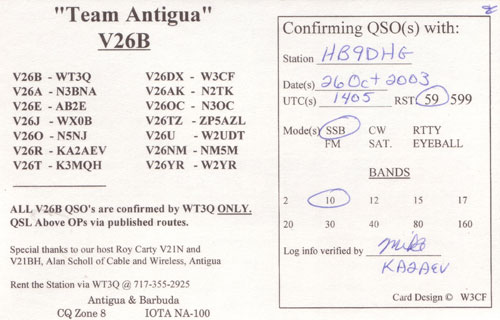 "Team Antigua"
V26B
V26B - WT3Q V26DX - W3CF
V26A - N3BNA V26AK - N2TK
V26E - AB2E V26OC - N3OC
V26J - WX0B V26TZ - ZP5AZL
V26O - N5NJ V26U - W2UDT
V26R - KA2AEV V26NM - NM5M
V26T - K3MQH V26YR - W2YR
ALL V26B QSO's are confirmed by WT3Q ONLY.
QSL Above OPs via published routes.
Special thanks to our host Roy Carty V21N and
V21BH, Alan Scholl of Cable and Wireless, Antigua
Rent the Station via WT3Q @ 717-355-2925
Antigua & Barbuda
CQ Zone 8 IOTA NA-100
Confirming QSO(s) with:
Station HB9DHG
Date(s) 26 Oct 2003
UTC(s) 1405 RST 59 599
Mode(s) SSB CW RTTY
FM SAT. EYEBALL
BANDS
2 10 12 15 17
20 30 40 80 160
Log info verified by Mike
KA2AEV
Card Design © W3CF